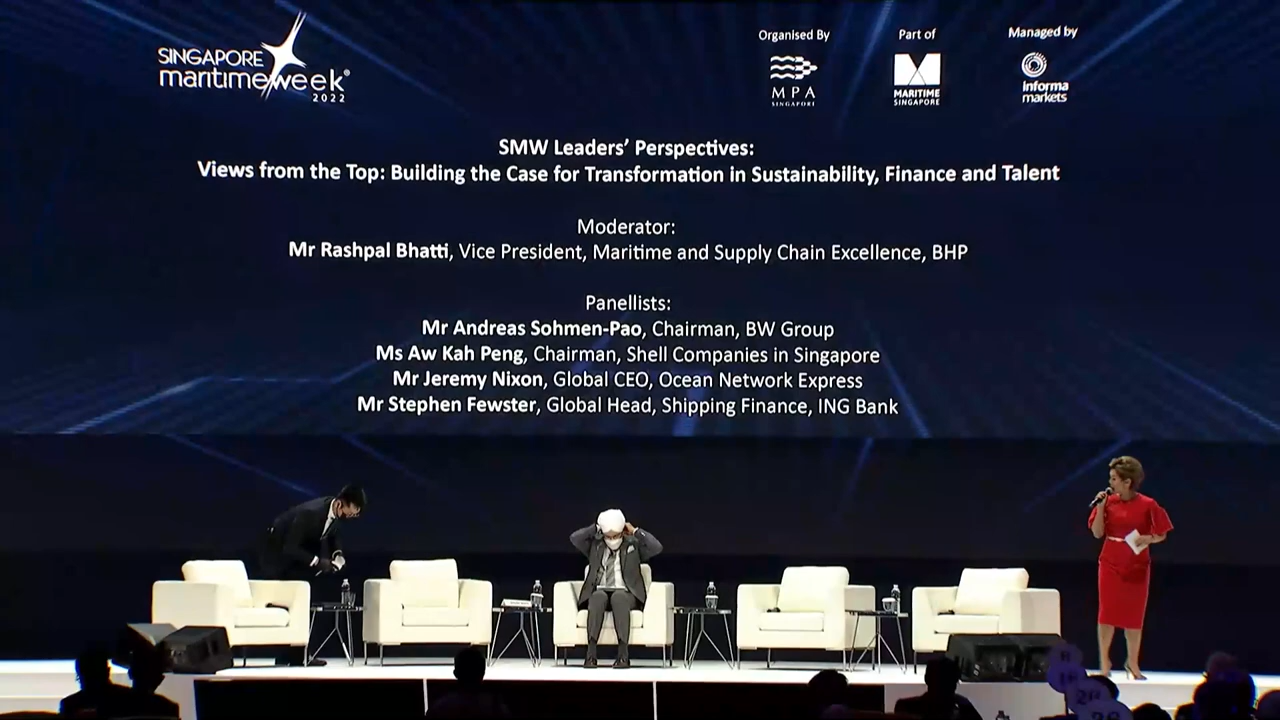 SINGAPORE
maritimeweek®
2022
Organised By
MPA
SINGAPORE
Part of
MARITIME
SINGAPORE
Managed by
informa
markets
SMW Leaders' Perspectives:
Views from the Top: Building the Case for Transformation in Sustainability, Finance and Talent
Moderator:
Mr Rashpal Bhatti, Vice President, Maritime and Supply Chain Excellence, BHP
Panellists:
Mr Andreas Sohmen-Pao, Chairman, BW Group
Ms Aw Kah Peng, Chairman, Shell Companies in Singapore
Mr Jeremy Nixon, Global CEO, Ocean Network Express
Mr Stephen Fewster, Global Head, Shipping Finance, ING Bank